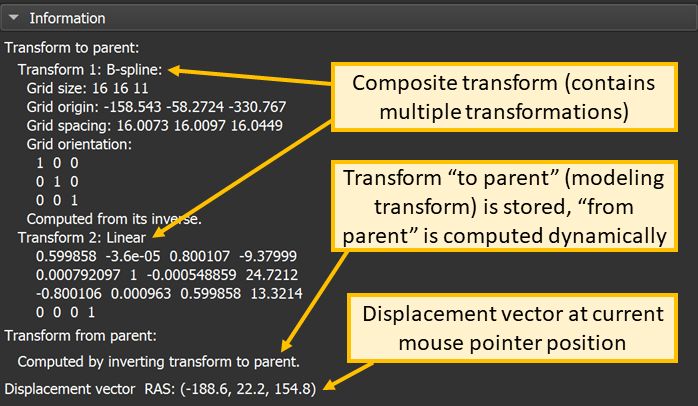 Information
Transform to parent:
Transform 1: B-spline:
Grid size: 16 16 11
Grid origin: -158.543 -58.2724 -330.767
Grid spacing: 16.0073 16.0097 16.0449
Grid orientation:
1 0 0
0 1 0
0 0 1
Computed from its inverse.
Transform 2: Linear
0.599858 -3.6e-05 0.800107 -9.37999
0.000792097 1 -0.000548859 24.7212
-0.800106 0.000963 0.599858 13.3214
0 0 0 1
Transform from parent:
Computed by inverting transform to parent.
Displacement vector RAS: (-188.6, 22.2, 154.8)
Composite transform (contains
multiple transformations)
Transform “to parent” (modeling
transform) is stored, “from
parent” is computed dynamically
Displacement vector at current
mouse pointer position